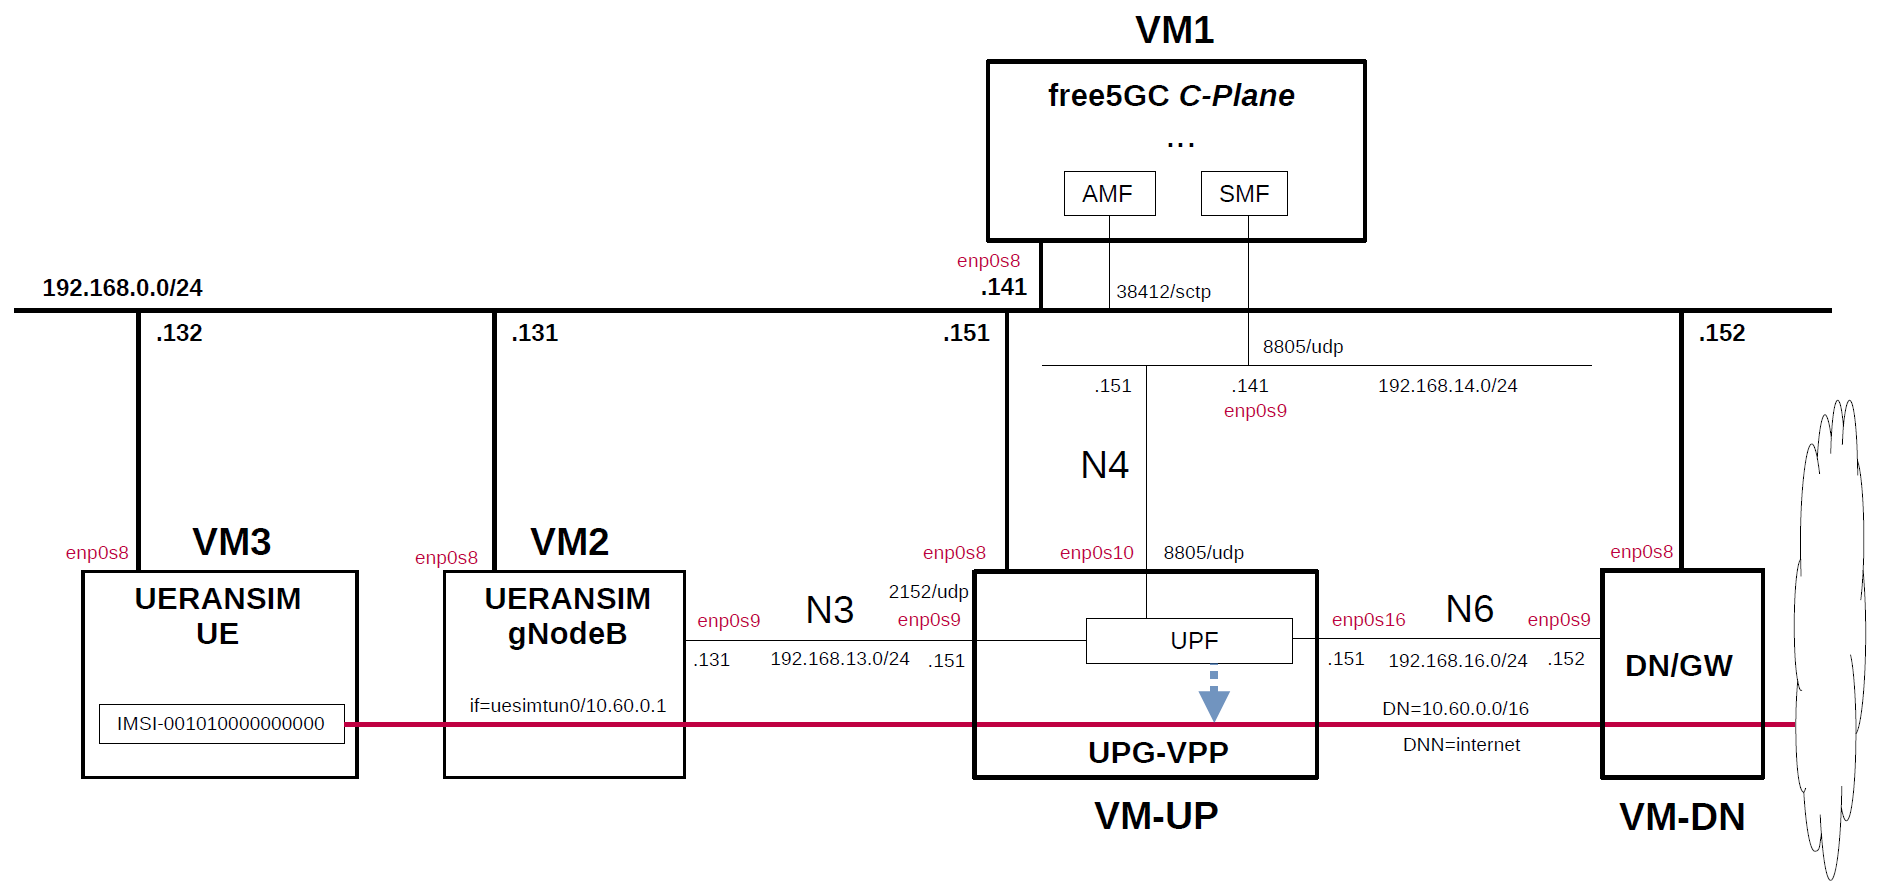 VM1
free5GC C-Plane
...
AMF
SMF
enp0s8
.141
38412/sctp
192.168.0.0/24
.132
.131
.151
.152
8805/udp
.151
.141
192.168.14.0/24
enp0s9
N4
VM3
VM2
enp0s8
enp0s8
enp0s8
enp0s10
8805/udp
enp0s8
UERANSIM
UE
IMSI-001010000000000
UERANSIM
gNodeB
if=uesimtun0/10.60.0.1
N3
2152/udp
enp0s9
enp0s9
.131
192.168.13.0/24
.151
UPF
UPG-VPP
VM-UP
enp0s16
N6
enp0s9
.151
192.168.16.0/24
.152
DN=10.60.0.0/16
DNN=internet
DN/GW
VM-DN